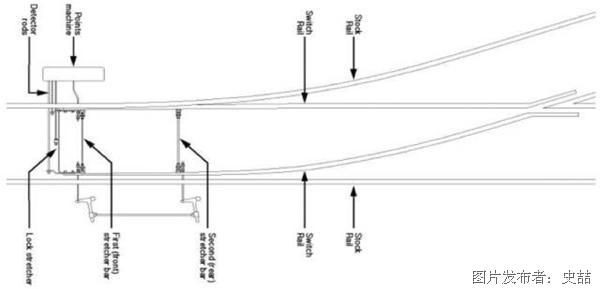 Detector
rods
Points
machine
Switch
Rail
Stock
Rail
Lock stretcher
First (front)
stretcher bar
Second (rear)
stretcher bar
Switch
Rail
Stock
Rail
图片发布者：史喆